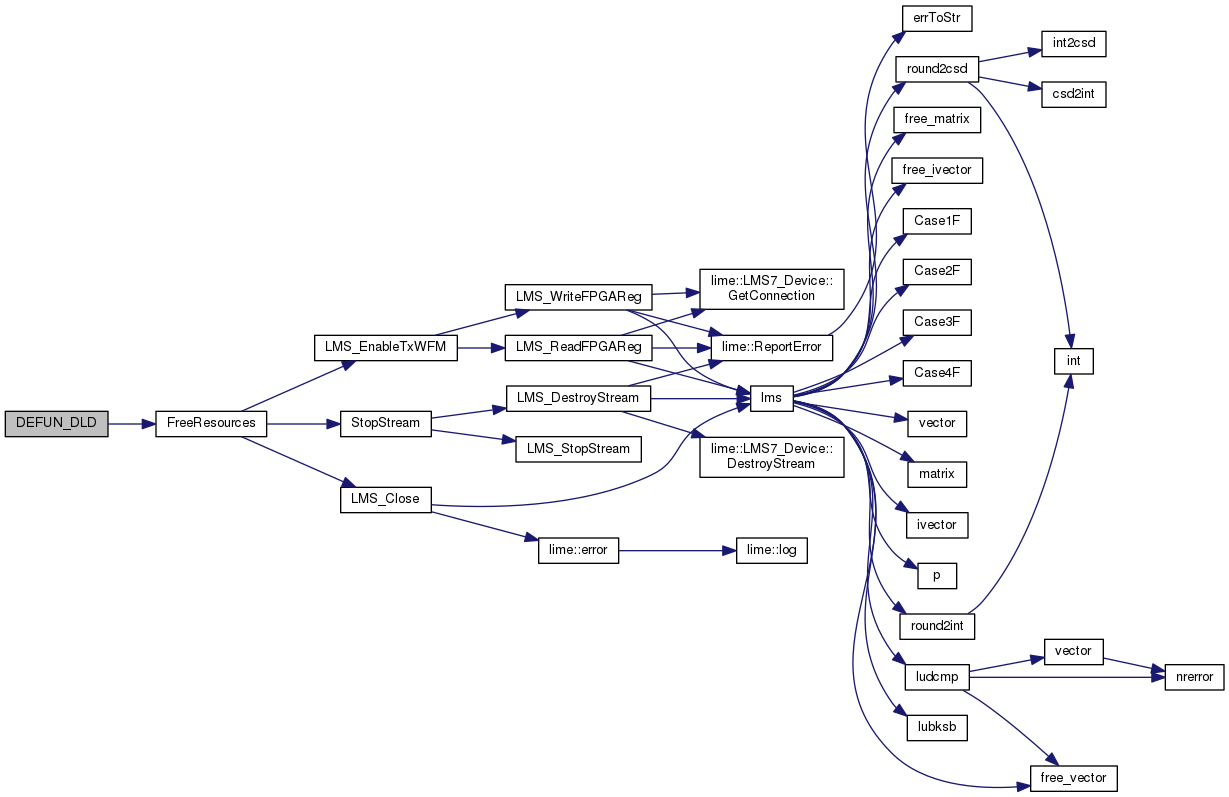 errToStr
int2csd
round2csd
csd2int
free_matrix
free_ivector
Case1F
Case2F
lime::LMS7_Device::
GetConnection
LMS_WriteFPGAReg
Case3F
LMS_EnableTxWFM
LMS_ReadFPGAReg
lime::ReportError
int
Case4F
LMS_DestroyStream
lms
DEFUN_DLD
FreeResources
StopStream
vector
LMS_StopStream
lime::LMS7_Device::
DestroyStream
matrix
LMS_Close
ivector
lime::error
lime::log
p
round2int
vector
ludcmp
nrerror
lubksb
free_vector